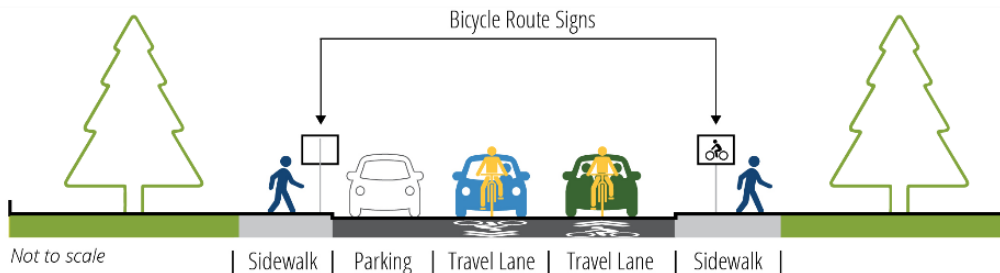 Bicycle Route Signs
Not to scale
Sidewalk
Parking
Travel Lane
Travel Lane
Sidewalk